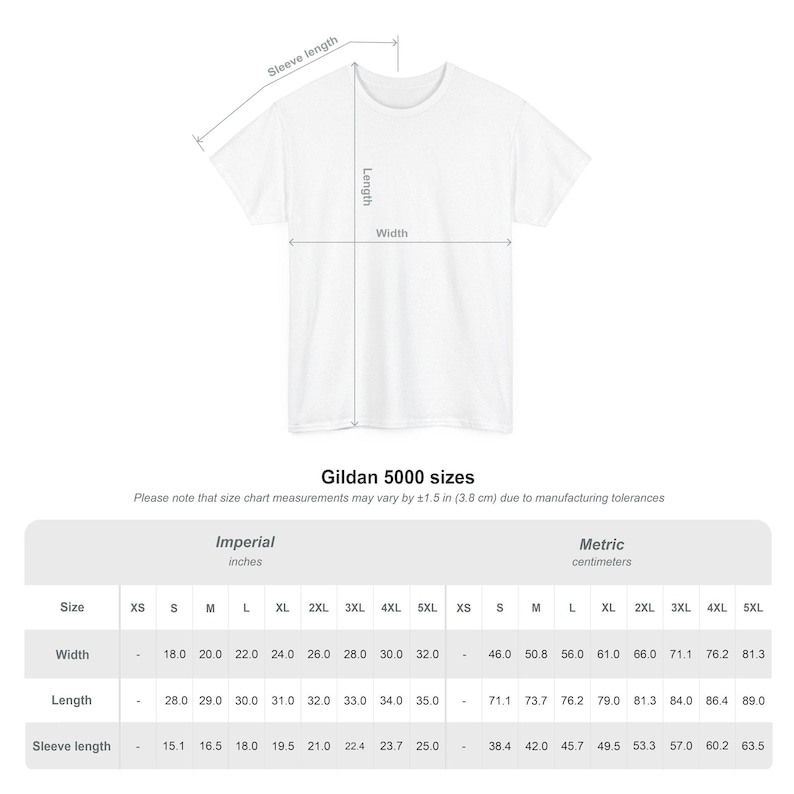 Sleeve length
Length
Width
Gildan 5000 sizes
Please note that size chart measurements may vary by ±1.5 in (3.8 cm) due to manufacturing tolerances
Imperial Metric
inches centimeters
Size XS S M L XL 2XL 3XL 4XL 5XL XS S M L XL 2XL 3XL 4XL 5XL
Width - 18.0 20.0 22.0 24.0 26.0 28.0 30.0 32.0 - 46.0 50.8 56.0 61.0 66.0 71.1 76.2 81.3
Length - 28.0 29.0 30.0 31.0 32.0 33.0 34.0 35.0 - 71.1 73.7 76.2 79.0 81.3 84.0 86.4 89.0
Sleeve length - 15.1 16.5 18.0 19.5 21.0 22.4 23.7 25.0 - 38.4 42.0 45.7 49.5 53.3 57.0 60.2 63.5